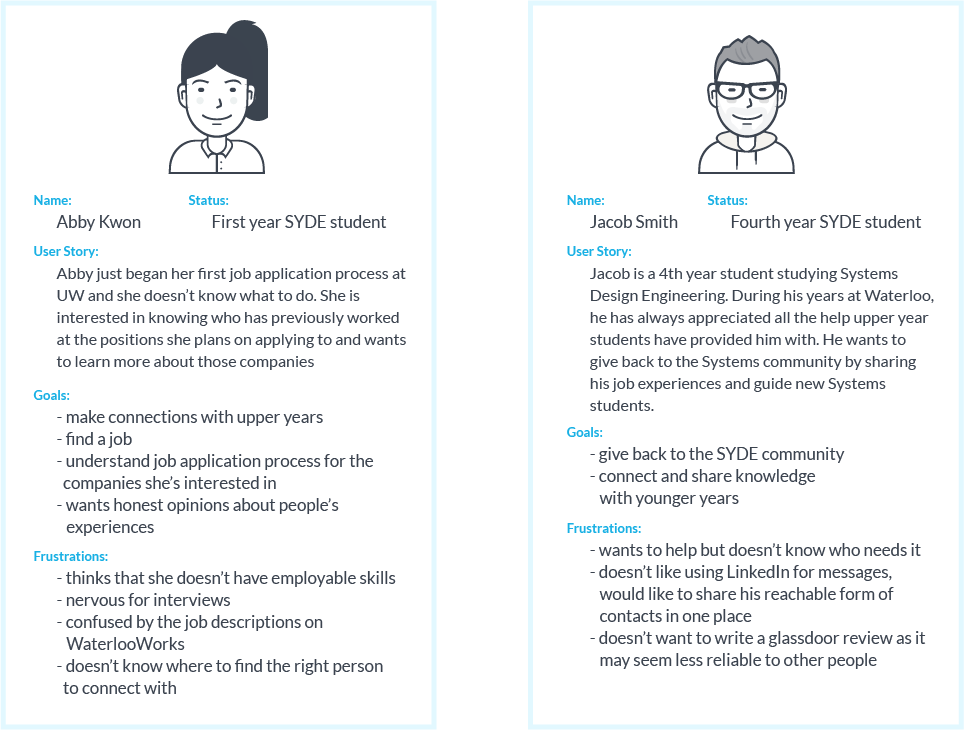 Name:
Status:
Abby Kwon
First year SYDE student
User Story:
Abby just began her first job application process at
UW and she doesn’t know what to do. She is
interested in knowing who has previously worked
at the positions she plans on applying to and wants
to learn more about those companies
Goals:
- make connections with upper years
- find a job
- understand job application process for the
companies she’s interested in
- wants honest opinions about people’s
experiences
Frustrations:
- thinks that she doesn’t have employable skills
- nervous for interviews
- confused by the job descriptions on
WaterlooWorks
- doesn’t know where to find the right person
to connect with
Name:
Status:
Jacob Smith
Fourth year SYDE student
User Story:
Jacob is a 4th year student studying Systems
Design Engineering. During his years at Waterloo,
he has always appreciated all the help upper year
students have provided him with. He wants to
give back to the Systems community by sharing
his job experiences and guide new Systems
students.
Goals:
- give back to the SYDE community
- connect and share knowledge
with younger years
Frustrations:
- wants to help but doesn’t know who needs it
- doesn’t like using LinkedIn for messages,
would like to share his reachable form of
contacts in one place
- doesn’t want to write a glassdoor review as it
may seem less reliable to other people